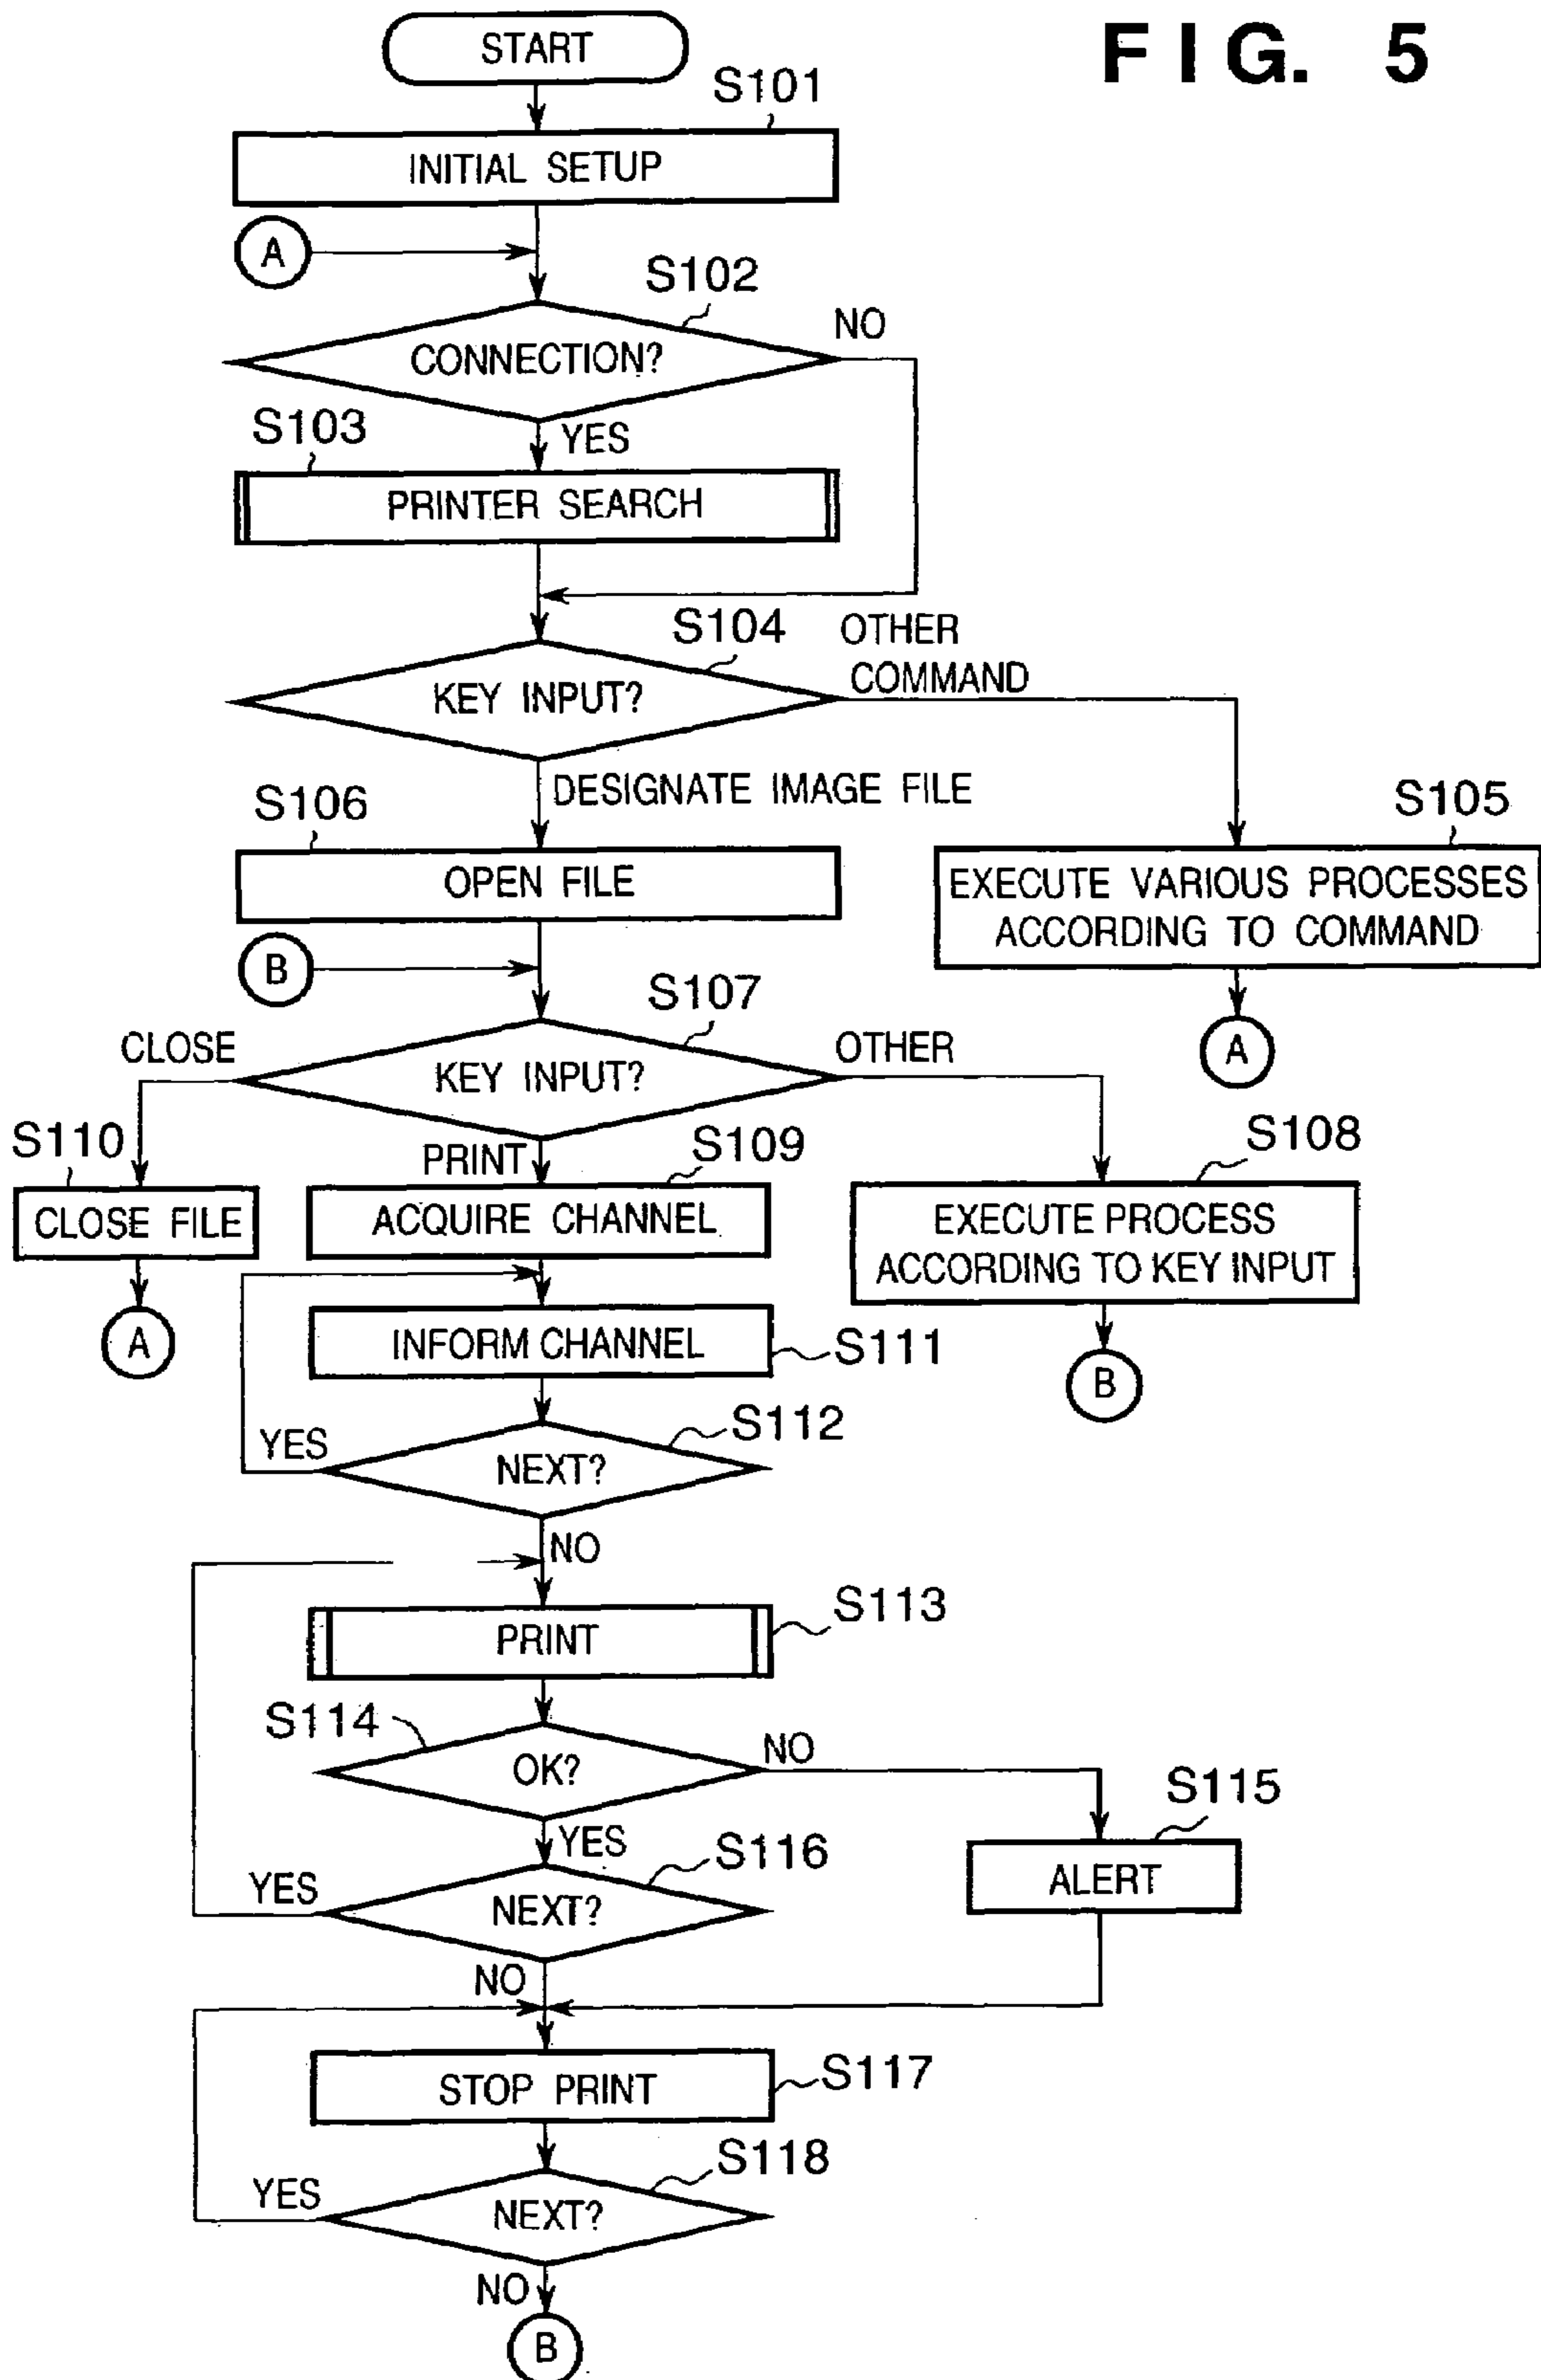 FIG. 5
START
S101
INITIAL SETUP
A
S102
CONNECTION?
NO
S103
YES
PRINTER SEARCH
S104
OTHER
COMMAND
KEY INPUT?
DESIGNATE IMAGE FILE
S106
OPEN FILE
S105
EXECUTE VARIOUS PROCESSES
ACCORDING TO COMMAND
A
B
S107
CLOSE
KEY INPUT?
OTHER
S110
CLOSE FILE
A
PRINT
S109
ACQUIRE CHANNEL
S108
EXECUTE PROCESS
ACCORDING TO KEY INPUT
B
INFORM CHANNEL
S111
S112
YES
NEXT?
NO
PRINT
S113
S114
OK?
NO
S115
ALERT
YES
S116
YES
NEXT?
NO
STOP PRINT
S117
S118
YES
NEXT?
NO
B